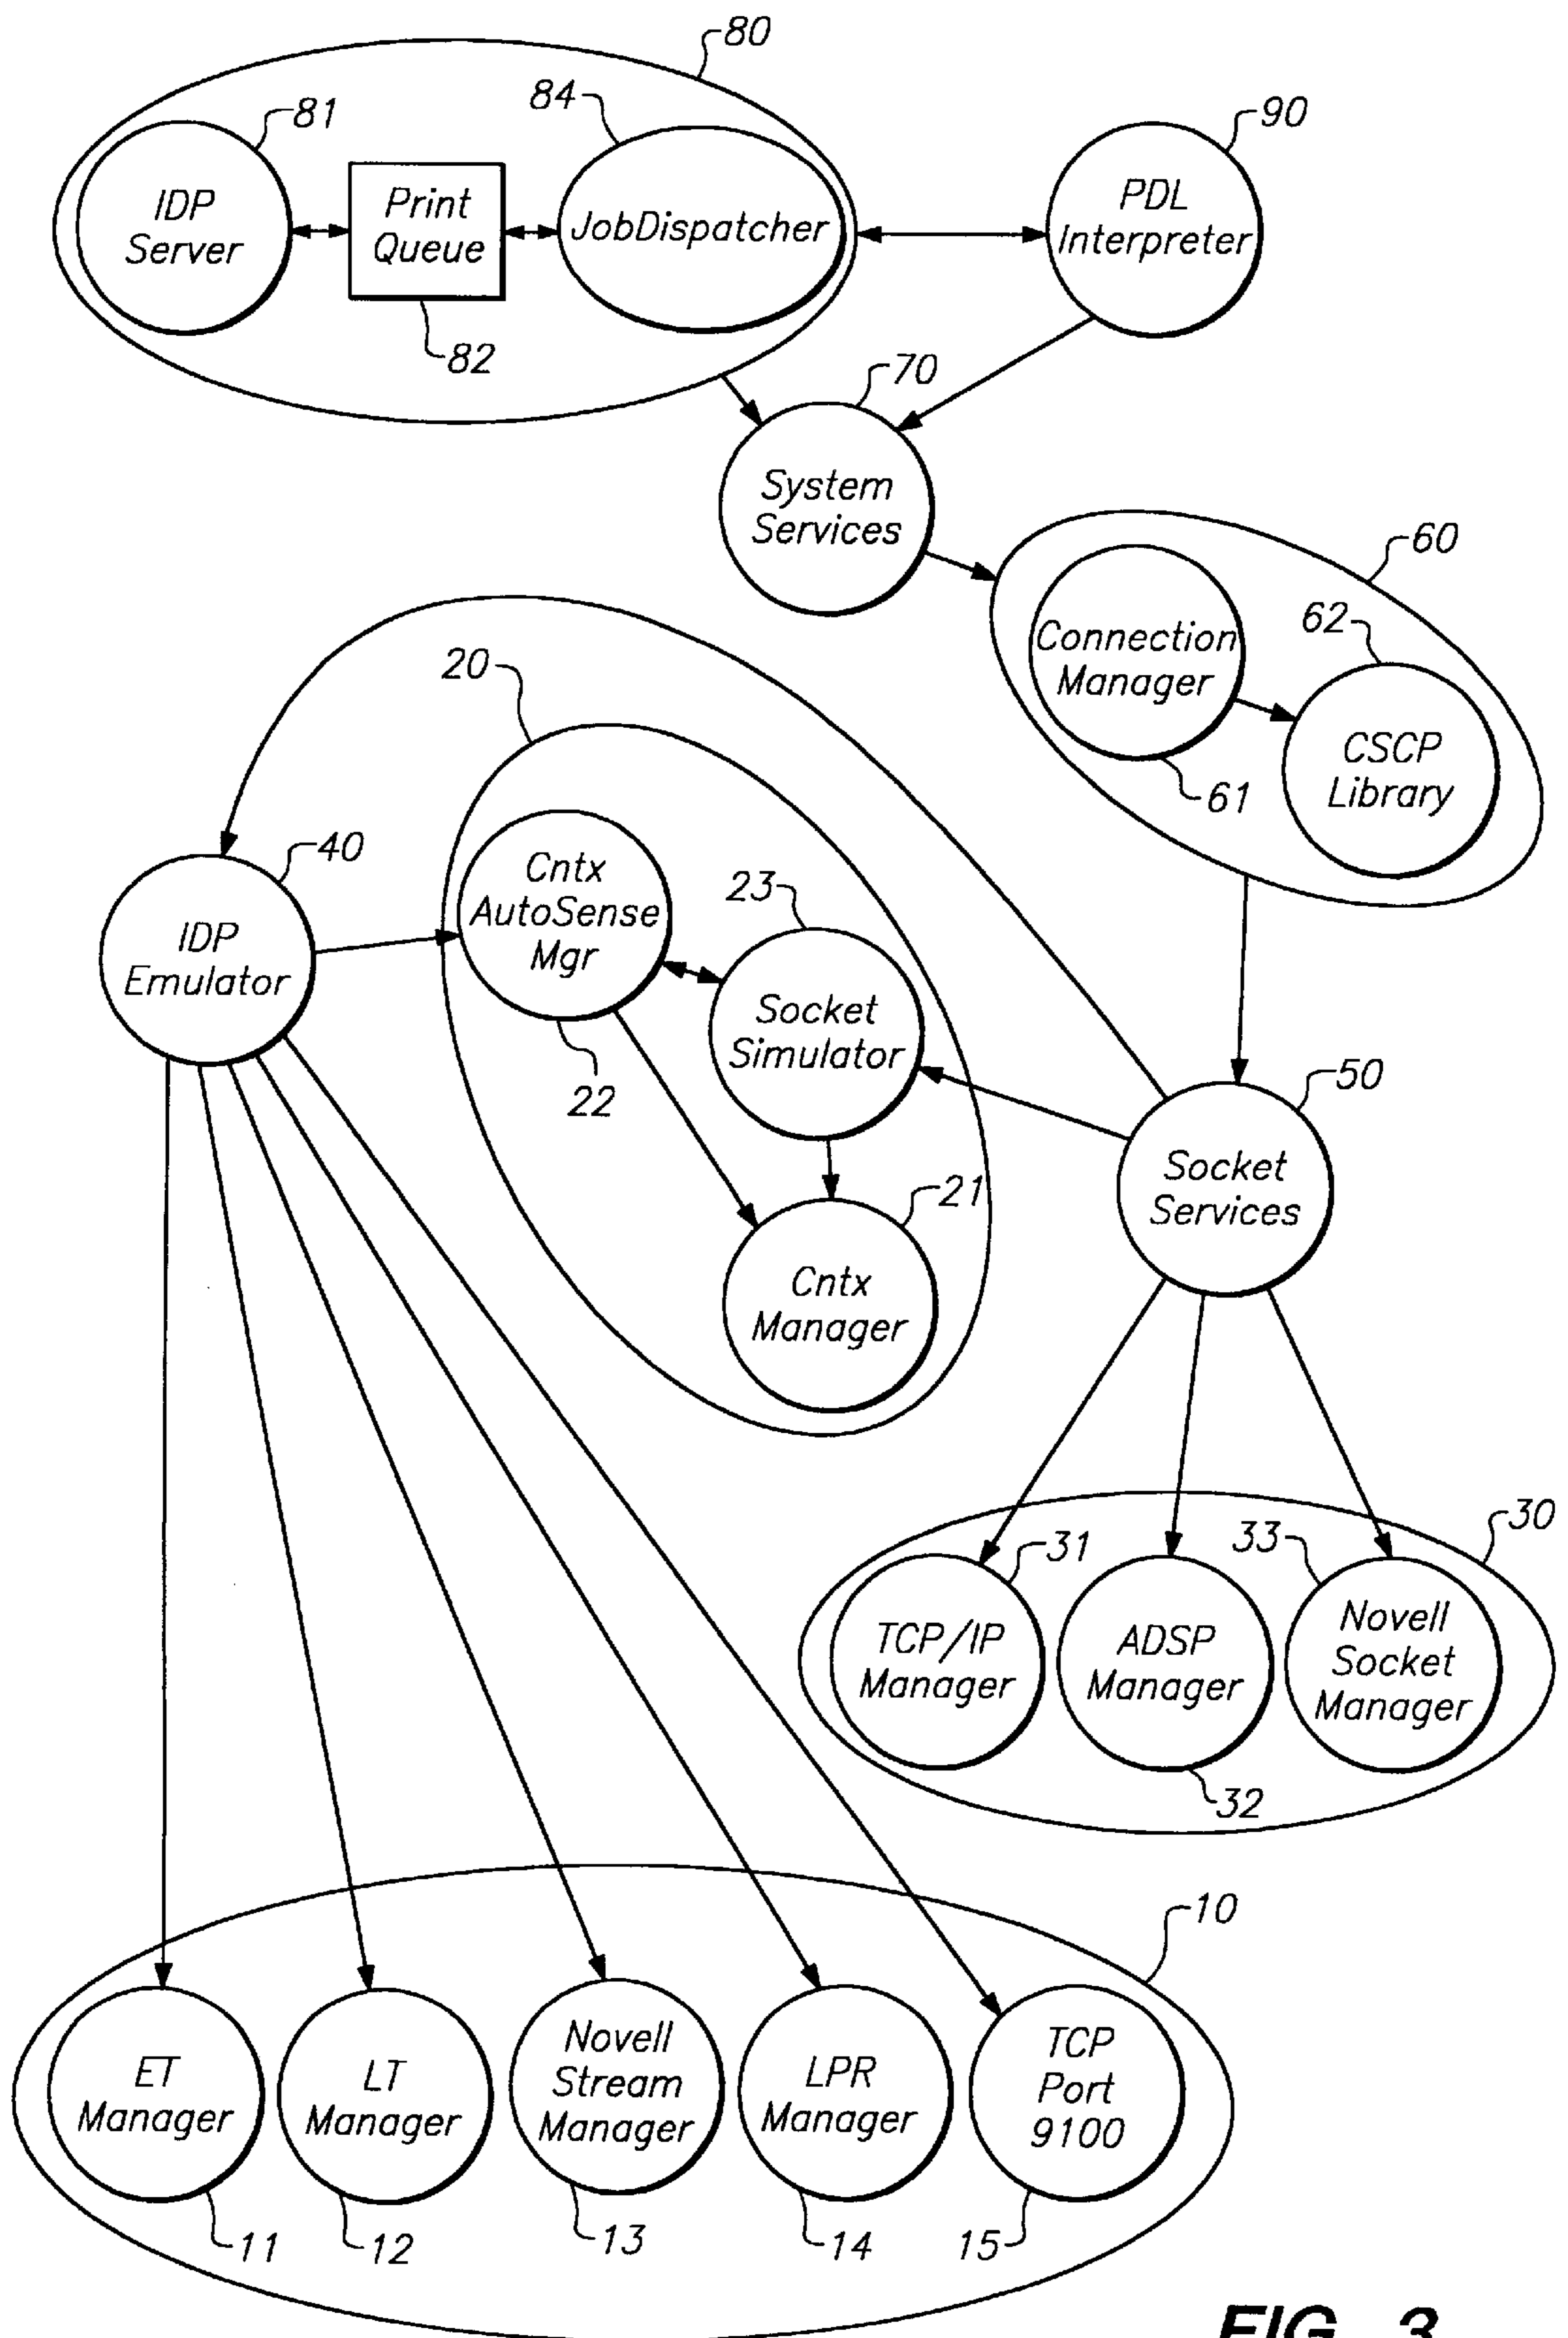 80
84
81
90
IDP
Server
Print
Queue
JobDispatcher
PDL
Interpreter
82
70
System
Services
60
62
Connection
Manager
20
CSCP
Library
61
40
Cntx
AutoSense
Mgr
23
IDP
Emulator
Socket
Simulator
22
50
Socket
Services
21
Cntx
Manager
30
31
33
TCP/IP
Manager
ADSP
Manager
Novell
Socket
Manager
32
10
ET
Manager
LT
Manager
Novell
Stream
Manager
LPR
Manager
TCP
Port
9100
11
12
13
14
15
FIG. 3